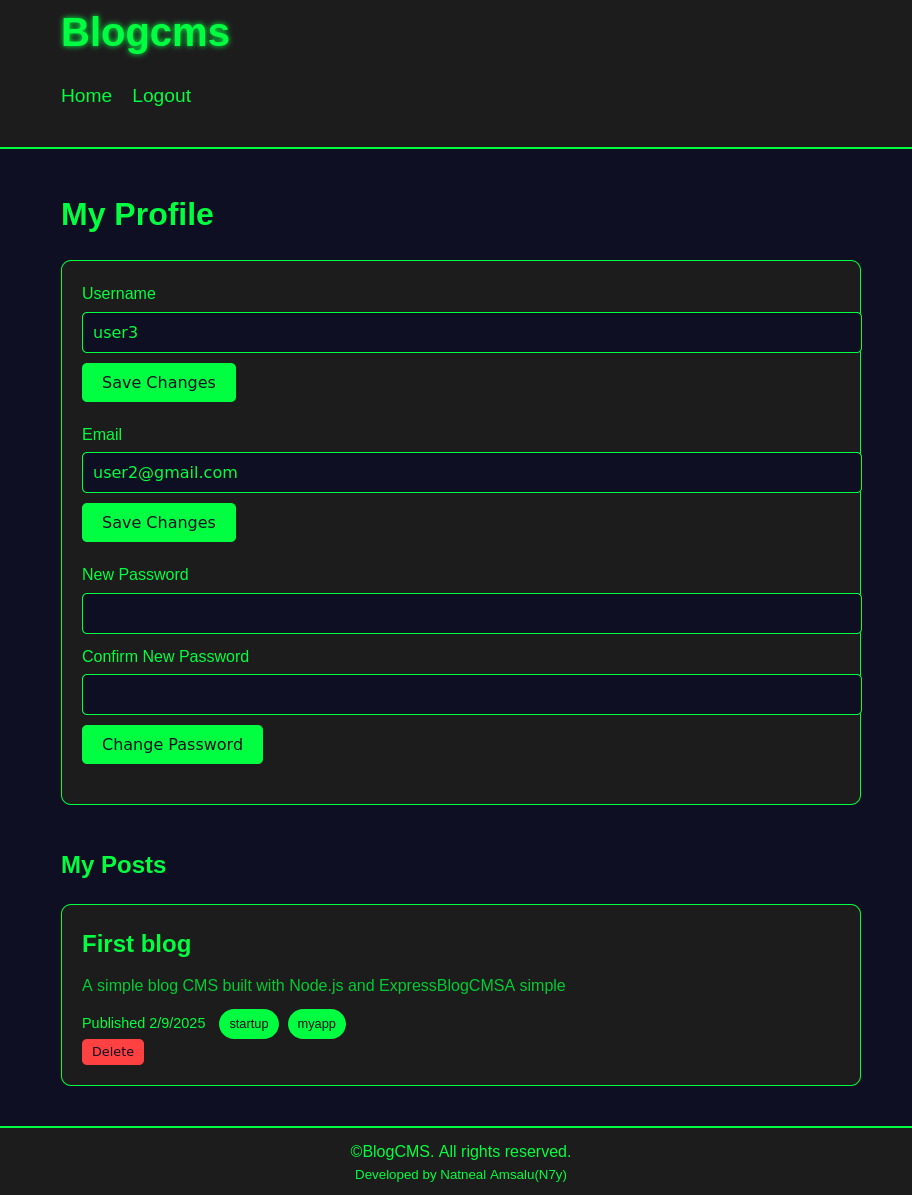 Blogcms
Home Logout
My Profile
Username
user3
Save Changes
Email
user2@gmail.com
Save Changes
New Password
Confirm New Password
Change Password
My Posts
First blog
A simple blog CMS built with Node.js and ExpressBlogCMSA simple
Published 2/9/2025 startup myapp
Delete
©BlogCMS. All rights reserved.
Developed by Natneal Amsalu(N7y)